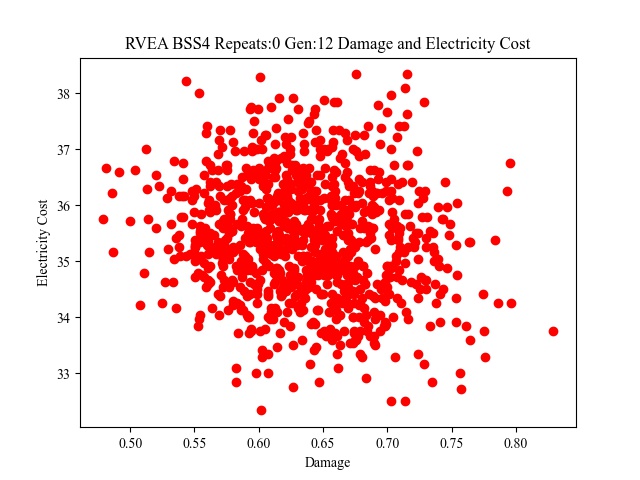 RVEA BSS4 Repeats:0 Gen:12 Damage and Electricity Cost
38
37
36
35
34
33
Electricity Cost
0.50 0.55 0.60 0.65 0.70 0.75 0.80
Damage